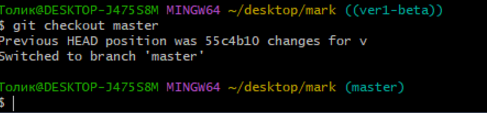 Толик@DESKTOP-J475S8M MINGW64 ~/desktop/mark ((ver1-beta))
$ git checkout master
Previous HEAD position was 55c4b10 changes for v
Switched to branch 'master'
Толик@DESKTOP-J475S8M MINGW64 ~/desktop/mark (master)
$